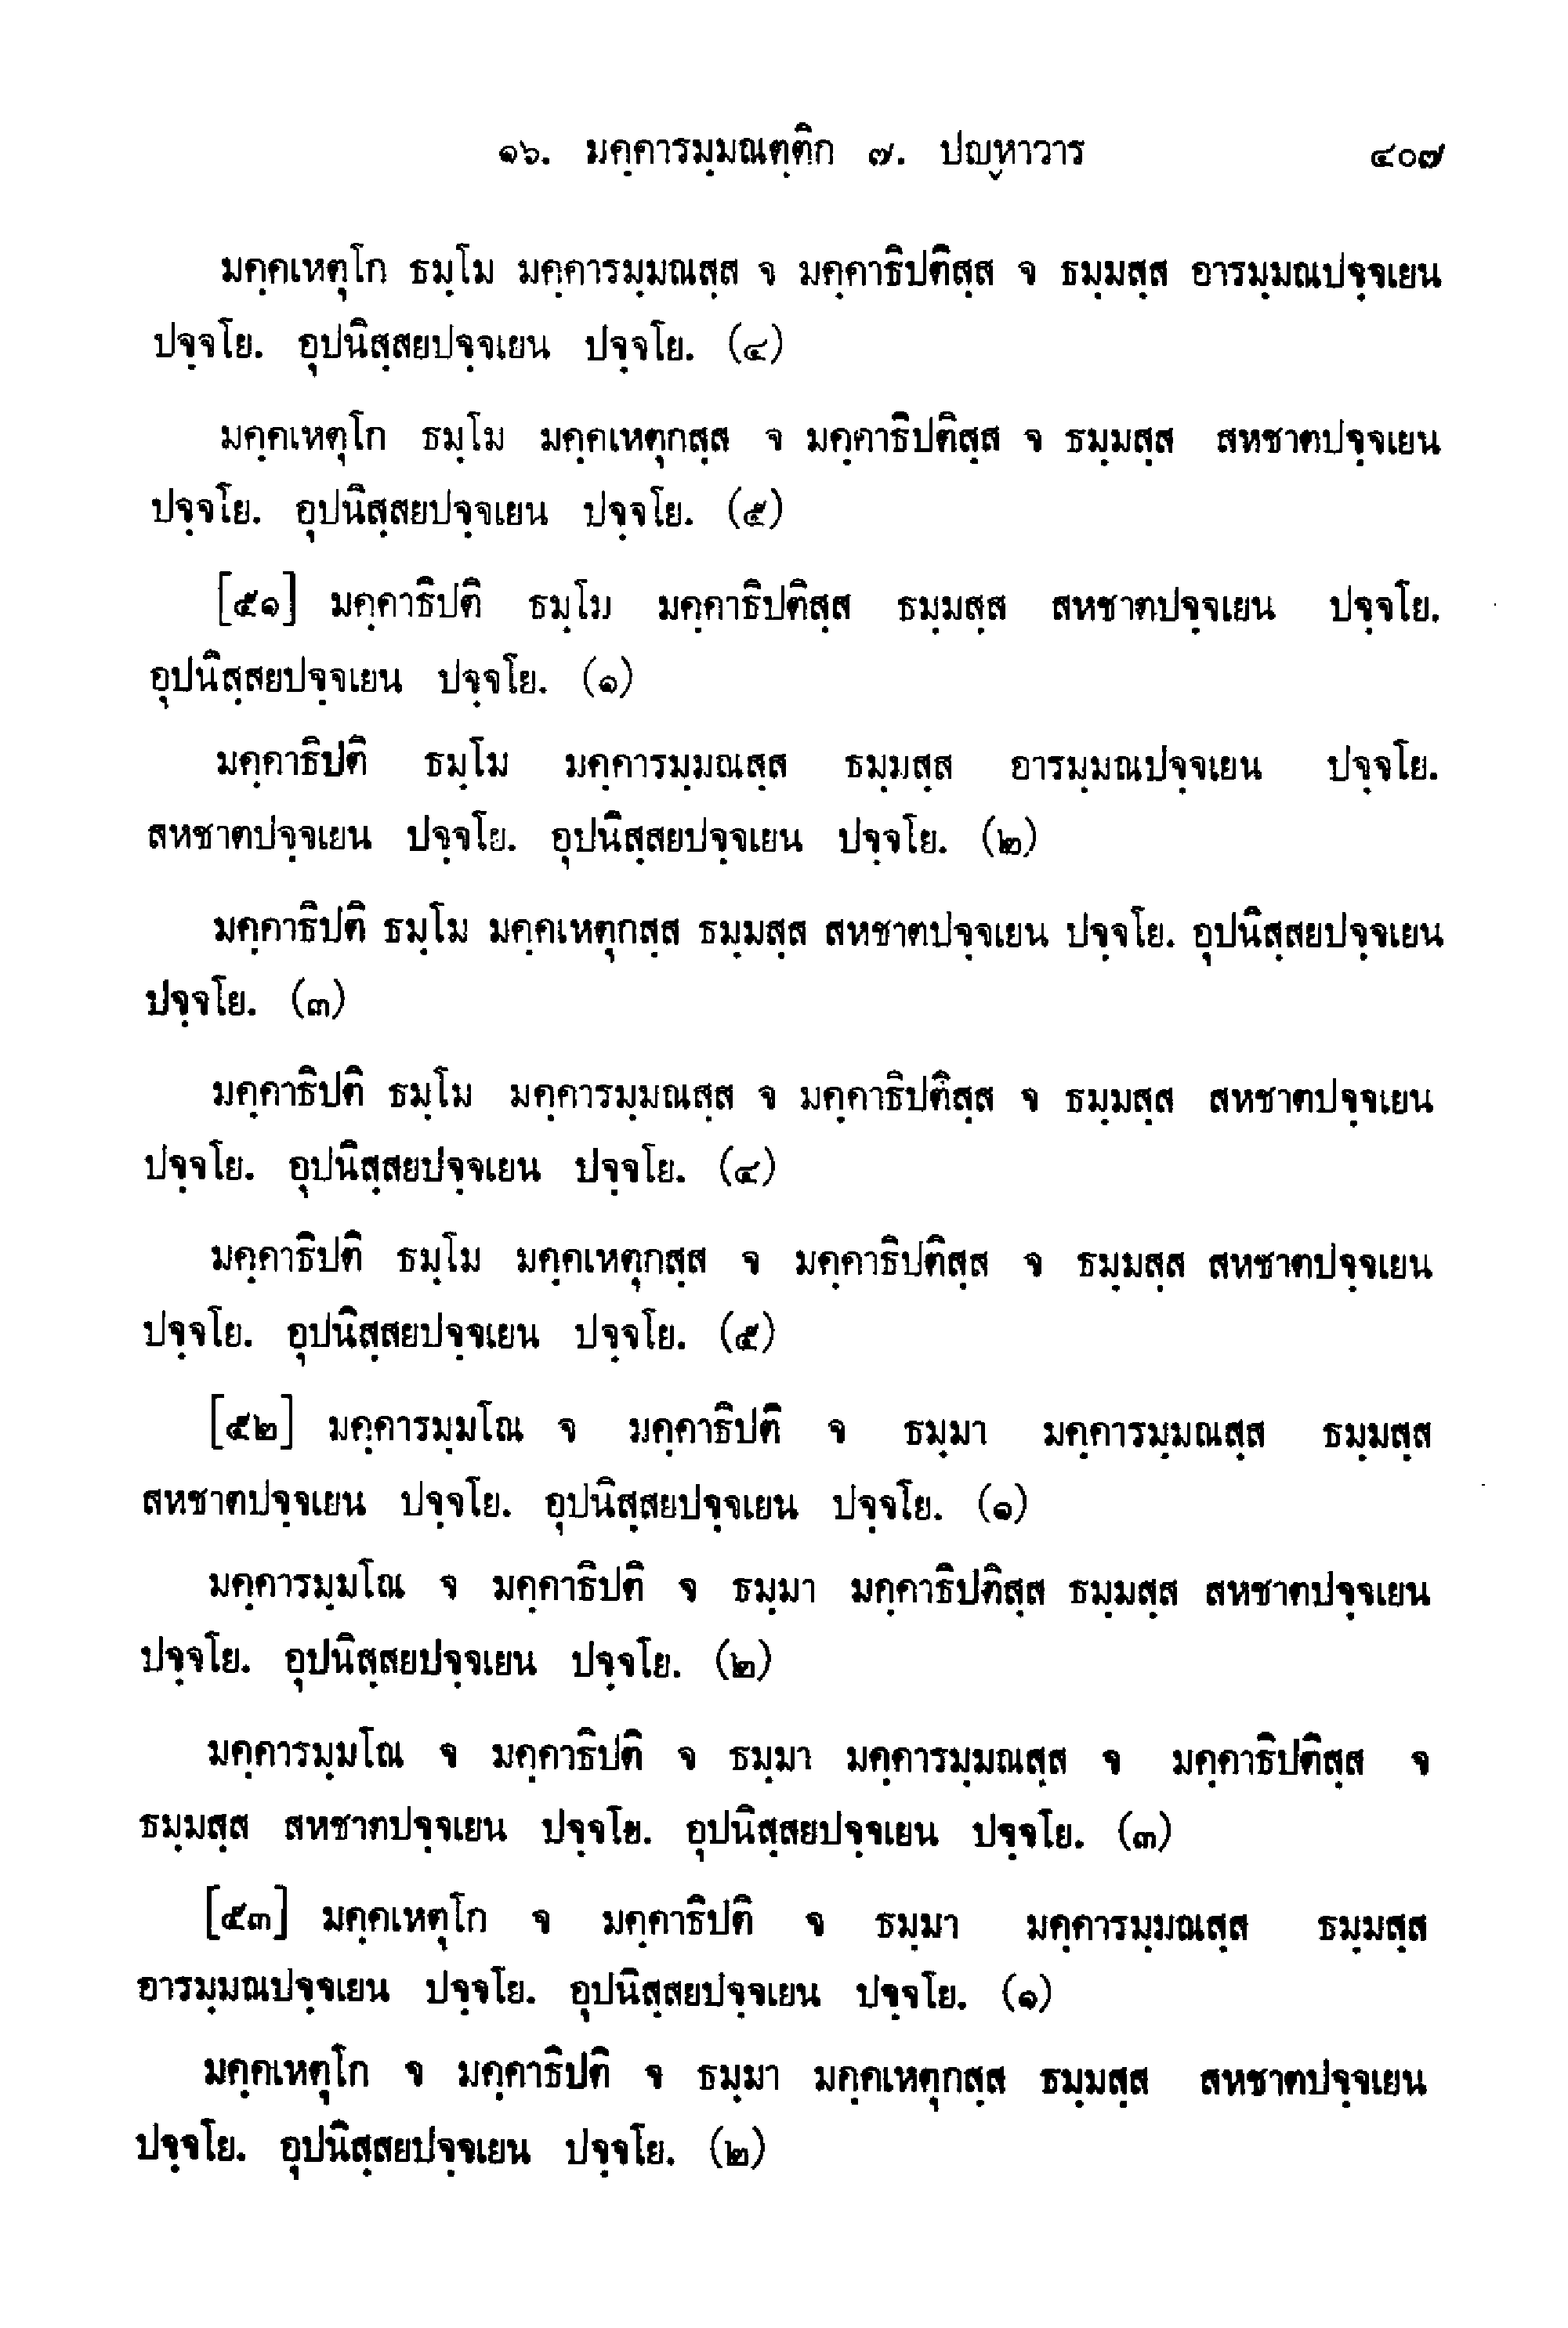 ๑๖. มคฺคารมฺมณตฺติก ๗. ปญฺหาวาร ๔๐๗
มคฺคเหตุโก ธมฺโม มคฺคารมฺมณสฺส จ มคฺคาธิปติสฺส จ ธมฺมสฺส อารมฺมณปจฺจเยน
ปจฺจโย. อุปนิสฺสยปจฺจเยน ปจฺจโย. (๔)
มคฺคเหตุโก ธมฺโม มคฺคเหตุกสฺส จ มคฺคาธิปติสฺส จ ธมฺมสฺส สหชาตปจฺจเยน
ปจฺจโย. อุปนิสฺสยปจฺจเยน ปจฺจโย. (๕)
[๕๑] มคฺคาธิปติ ธมฺโม มคฺคาธิปติสฺส ธมฺมสฺส สหชาตปจฺจเยน ปจฺจโย.
อุปนิสฺสยปจฺจเยน ปจฺจโย. (๑)
มคฺคาธิปติ ธมฺโม มคฺคารมฺมณสฺส ธมฺมสฺส อารมฺมณปจฺจเยน ปจฺจโย.
สหชาตปจฺจเยน ปจฺจโย. อุปนิสฺสยปจฺจเยน ปจฺจโย. (๒)
มคฺคาธิปติ ธมฺโม มคฺคเหตุกสฺส ธมฺมสฺส สหชาตปจฺจเยน ปจฺจโย. อุปนิสฺสยปจฺจเยน
ปจฺจโย. (๓)
มคฺคาธิปติ ธมฺโม มคฺคารมฺมณสฺส จ มคฺคาธิปติสฺส จ ธมฺมสฺส สหชาตปจฺจเยน
ปจฺจโย. อุปนิสฺสยปจฺจเยน ปจฺจโย. (๔)
มคฺคาธิปติ ธมฺโม มคฺคเหตุกสฺส จ มคฺคาธิปติสฺส จ ธมฺมสฺส สหชาตปจฺจเยน
ปจฺจโย. อุปนิสฺสยปจฺจเยน ปจฺจโย. (๕)
[๕๒] มคฺคารมฺมโณ จ มคฺคาธิปติ จ ธมฺมา มคฺคารมฺมณสฺส ธมฺมสฺส
สหชาตปจฺจเยน ปจฺจโย. อุปนิสฺสยปจฺจเยน ปจฺจโย. (๑)
มคฺคารมฺมโณ จ มคฺคาธิปติ จ ธมฺมา มคฺคาธิปติสฺส ธมฺมสฺส สหชาตปจฺจเยน
ปจฺจโย. อุปนิสฺสยปจฺจเยน ปจฺจโย. (๒)
มคฺคารมฺมโณ จ มคฺคาธิปติ จ ธมฺมา มคฺคารมฺมณสฺส จ มคฺคาธิปติสฺส จ
ธมฺมสฺส สหชาตปจฺจเยน ปจฺจโย. อุปนิสฺสยปจฺจเยน ปจฺจโย. (๓)
[๕๓] มคฺคเหตุโก จ มคฺคาธิปติ จ ธมฺมา มคฺคารมฺมณสฺส ธมฺมสฺส
อารมฺมณปจฺจเยน ปจฺจโย. อุปนิสฺสยปจฺจเยน ปจฺจโย. (๑)
มคฺคเหตุโก จ มคฺคาธิปติ จ ธมฺมา มคฺคเหตุกสฺส ธมฺมสฺส สหชาตปจฺจเยน
ปจฺจโย. อุปนิสฺสยปจฺจเยน ปจฺจโย. (๒)